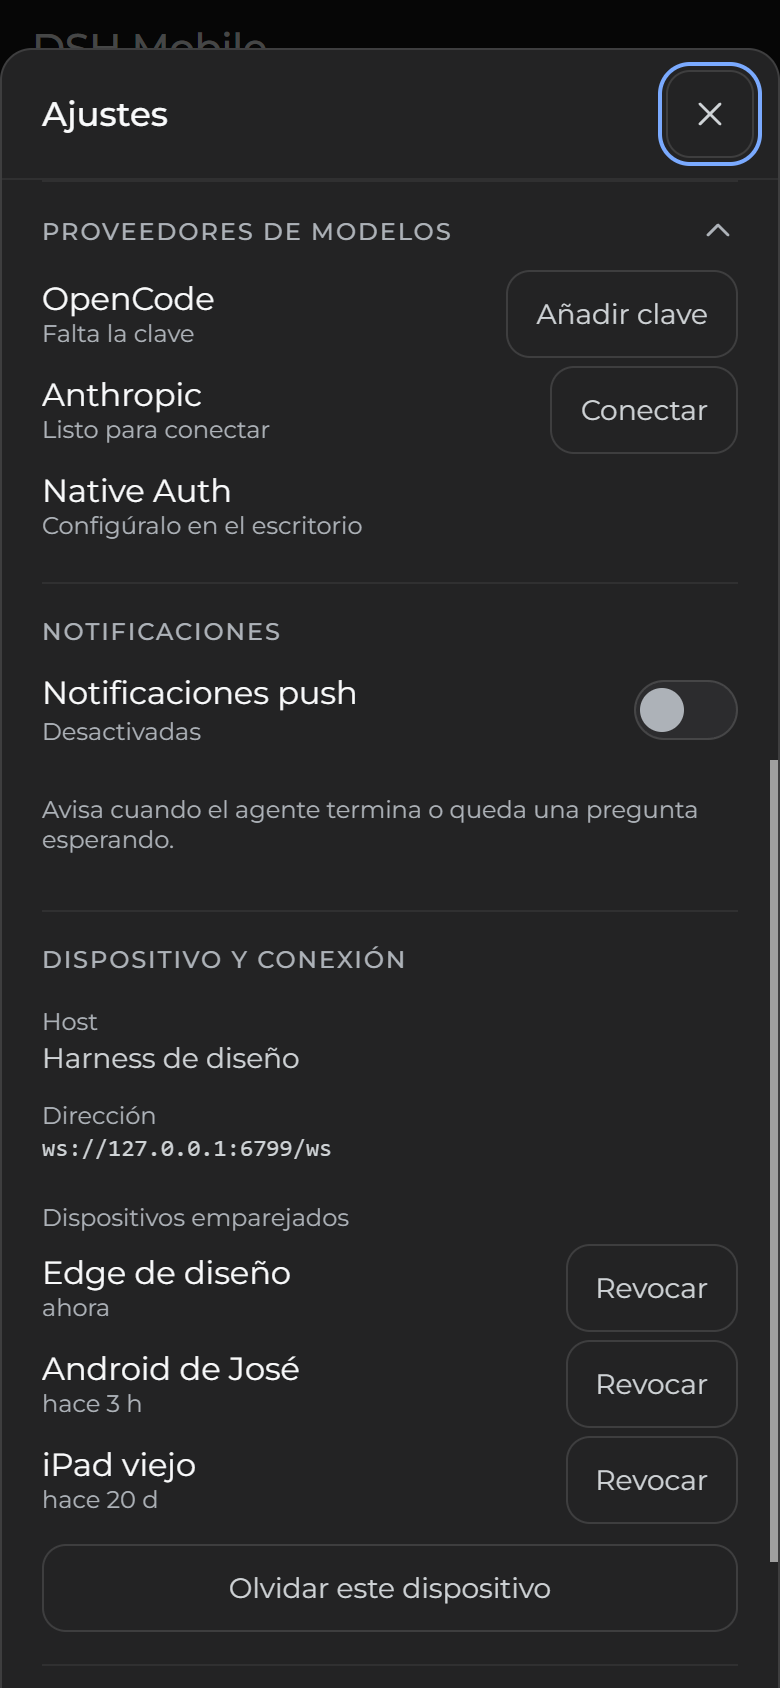 DSH Mobile
Ajustes
PROVEEDORES DE MODELOS
OpenCode
Falta la clave
Añadir clave
Anthropic
Listo para conectar
Conectar
Native Auth
Configúralo en el escritorio
NOTIFICACIONES
Notificaciones push
Desactivadas
Avisa cuando el agente termina o queda una pregunta
esperando.
DISPOSITIVO Y CONEXIÓN
Host
Harness de diseño
Dirección
ws://127.0.0.1:6799/ws
Dispositivos emparejados
Edge de diseño
ahora
Revocar
Android de José
hace 3 h
Revocar
iPad viejo
hace 20 d
Revocar
Olvidar este dispositivo